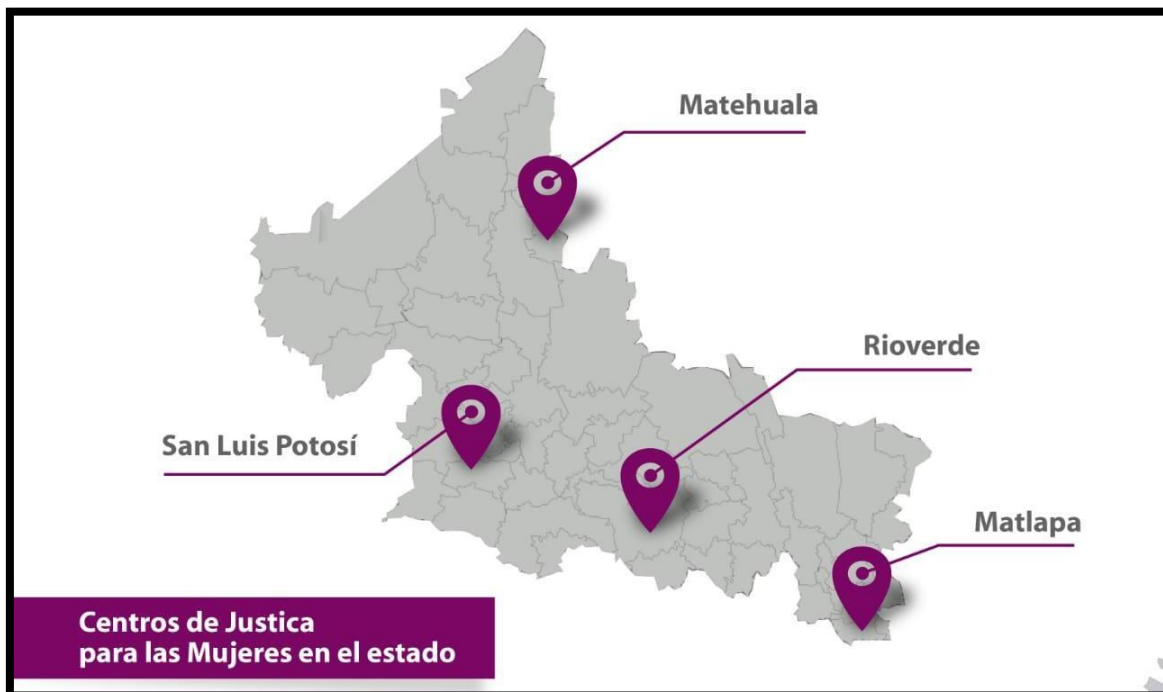 Matehuala
Rioverde
San Luis Potosí
Matlapa
Centros de Justica
para las Mujeres en el estado